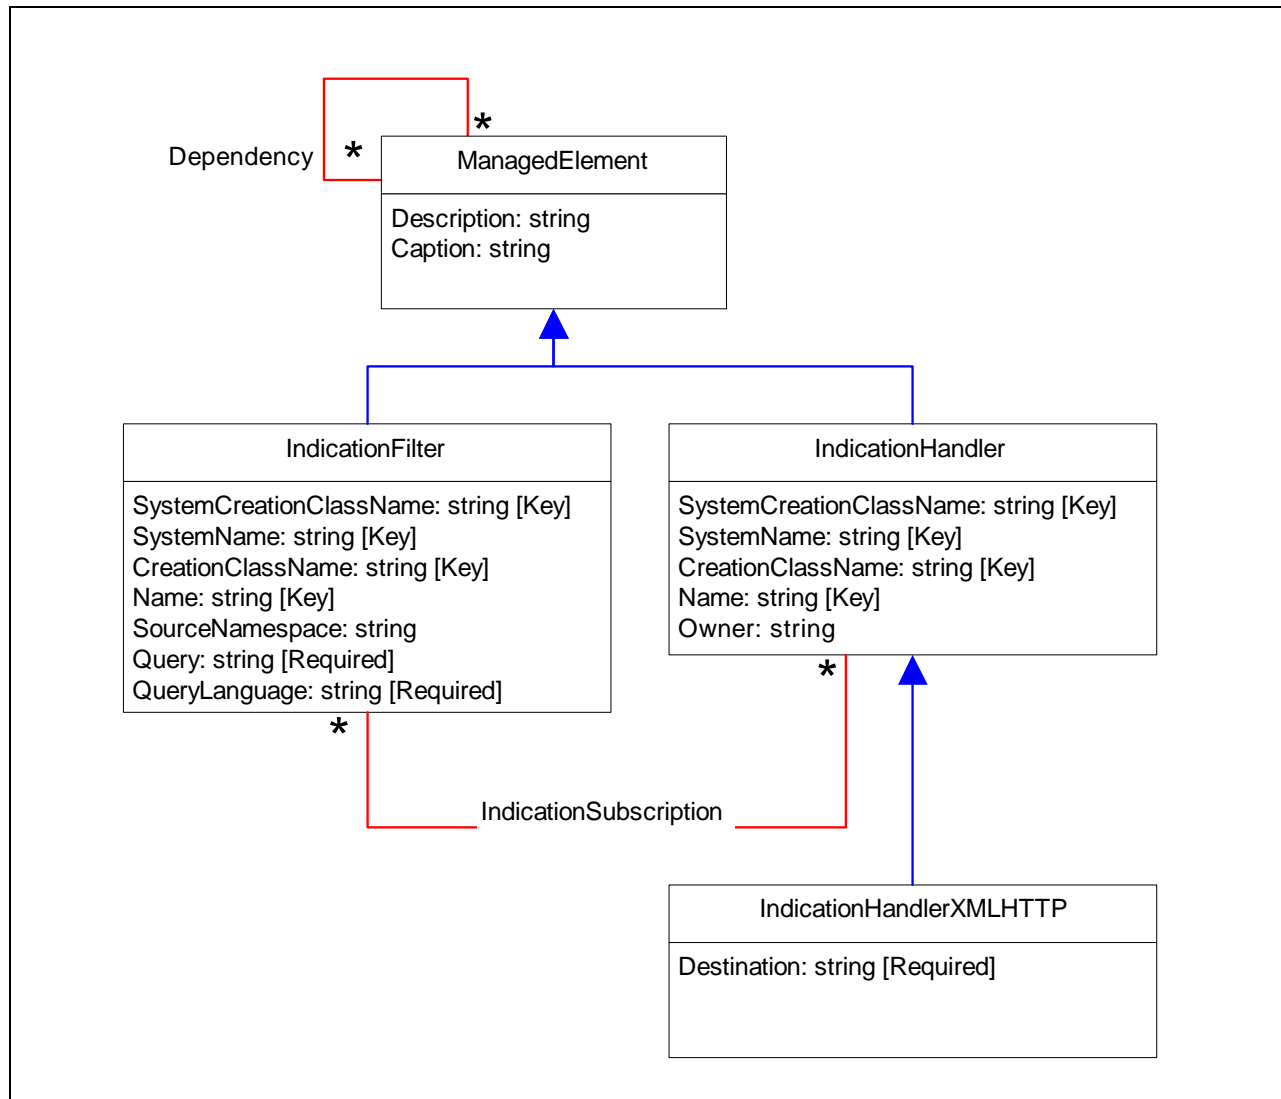 *
Dependency
*
ManagedElement
Description: string
Caption: string
IndicationFilter
SystemCreationClassName: string [Key]
SystemName: string [Key]
CreationClassName: string [Key]
Name: string [Key]
SourceNamespace: string
Query: string [Required]
QueryLanguage: string [Required]
*
IndicationHandler
SystemCreationClassName: string [Key]
SystemName: string [Key]
CreationClassName: string [Key]
Name: string [Key]
Owner: string
*
IndicationSubscription
IndicationHandlerXMLHTTP
Destination: string [Required]